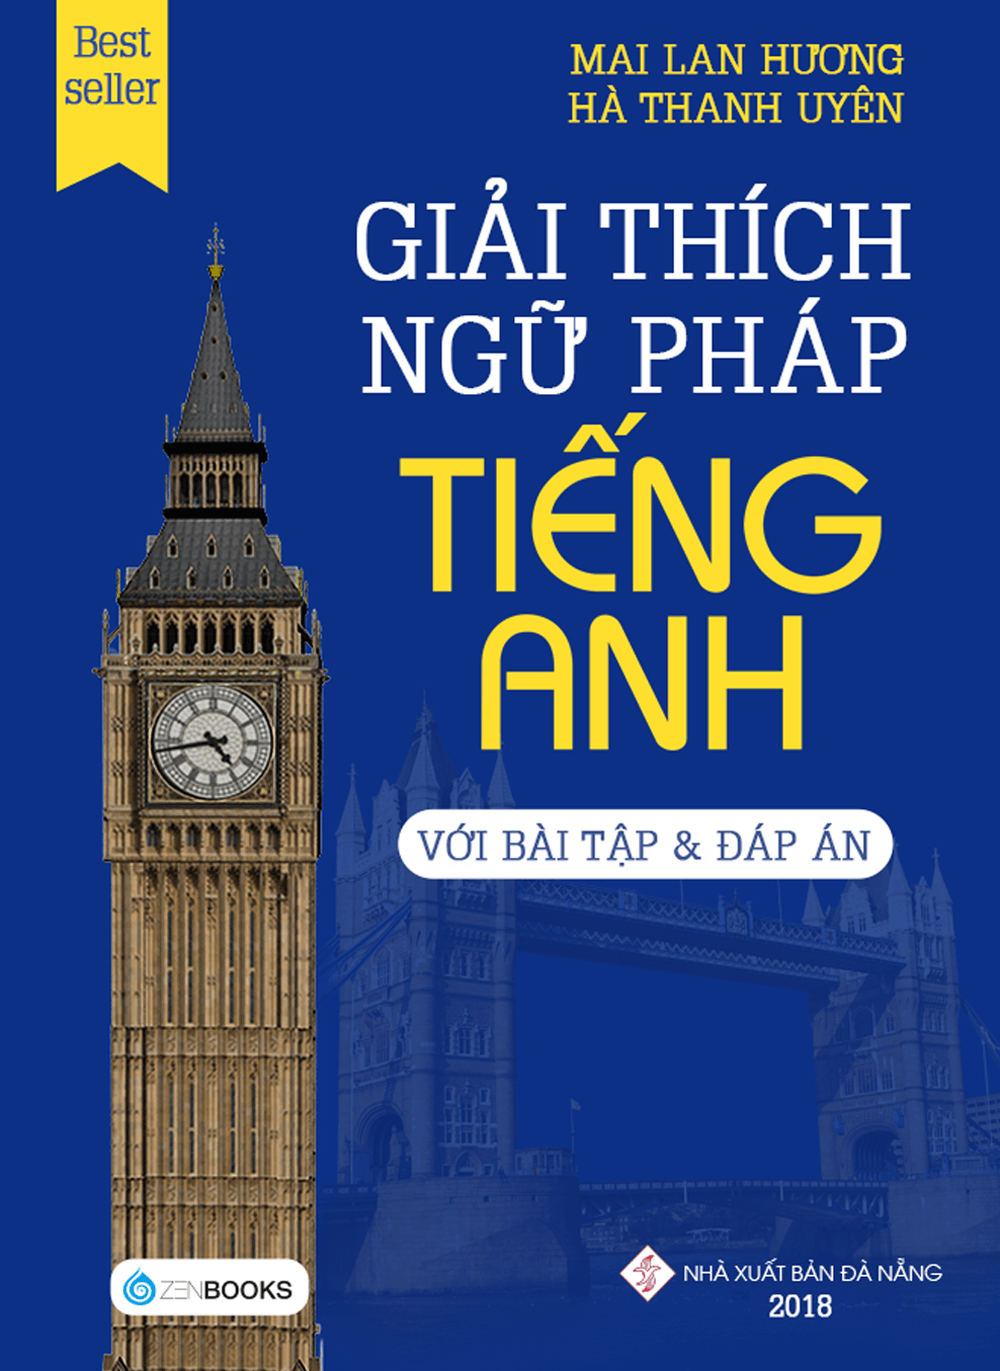 Best
seller
MAI LAN HƯƠNG
HÀ THANH UYÊN
GIẢI THÍCH
NGỮ PHÁP
TIẾNG
ANH
VỚI BÀI TẬP & ĐÁP ÁN
ZENBOOKS
NHÀ XUẤT BẢN ĐÀ NẴNG
2018